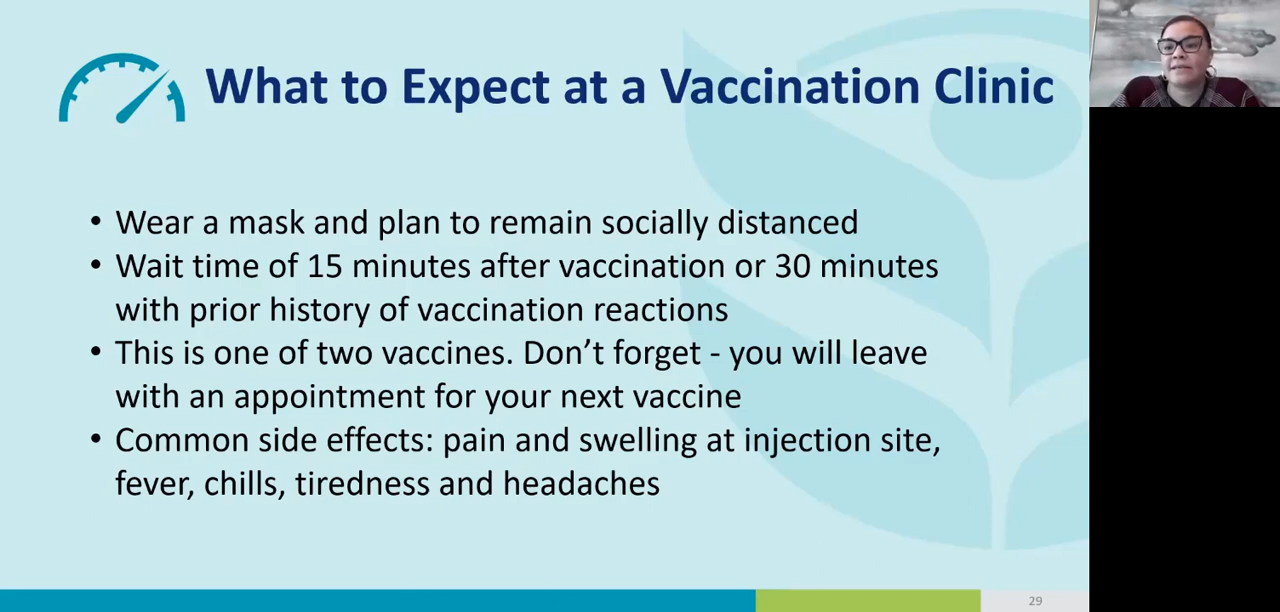 What to Expect at a Vaccination Clinic
• Wear a mask and plan to remain socially distanced
• Wait time of 15 minutes after vaccination or 30 minutes
with prior history of vaccination reactions
• This is one of two vaccines. Don’t forget - you will leave
with an appointment for your next vaccine
• Common side effects: pain and swelling at injection site,
fever, chills, tiredness and headaches
29